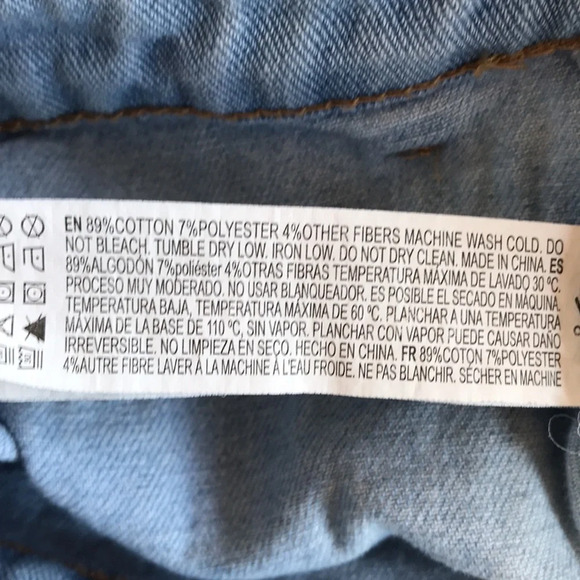 EN 89%COTTON 7%POLYESTER 4%OTHER FIBERS MACHINE WASH COLD. DO
NOT BLEACH. TUMBLE DRY LOW. IRON LOW. DO NOT DRY CLEAN. MADE IN CHINA. ES
89%ALGODÓN 7%poliéster 4%OTRAS FIBRAS TEMPERATURA MÁXIMA DE LAVADO 30 ºC.
PROCESO MUY MODERADO. NO USAR BLANQUEADOR. ES POSIBLE EL SECADO EN MÁQUINA.
TEMPERATURA BAJA, TEMPERATURA MÁXIMA DE 60 ºC. PLANCHAR A UNA TEMPERATURA
MÁXIMA DE LA BASE DE 110 ºC, SIN VAPOR. PLANCHAR CON VAPOR PUEDE CAUSAR DAÑO
IRREVERSIBLE. NO LIMPIEZA EN SECO. HECHO EN CHINA. FR 89%COTON 7%POLYESTER
4%AUTRE FIBRE LAVER À LA MACHINE À L'EAU FROIDE. NE PAS BLANCHIR. SÉCHER EN MACHINE